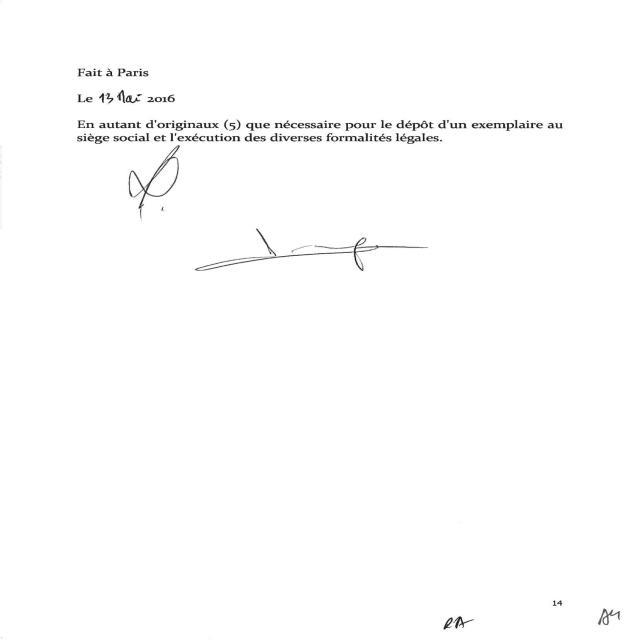 Fait à Paris
Le 13 Mai 2016
En autant d'originaux (5) que nécessaire pour le dépôt d'un exemplaire au
siège social et l'exécution des diverses formalités légales.
14
RA